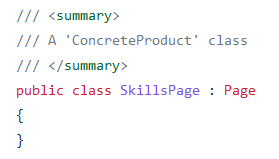 /// <summary>
/// A 'ConcreteProduct' class
/// </summary>
public class SkillsPage : Page
{
}